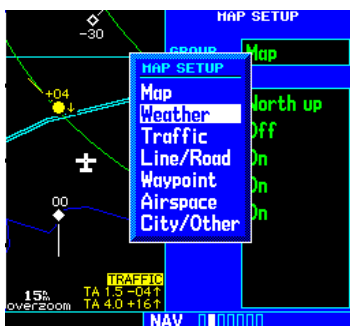 MAP SETUP
-30
GROUP
Map
MAP SETUP
Map
Weather
Traffic
Line/Road
Waypoint
Airspace
City/Other
North up
Off
On
On
On
+04
00
TRAFFIC
15
TA 1.5 -04↑
overzoom
TA 4.0 +16↑
NAV